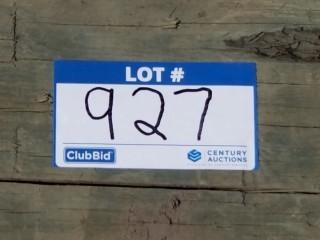 LOT #
927
ClubBid
CENTURY
AUCTIONS